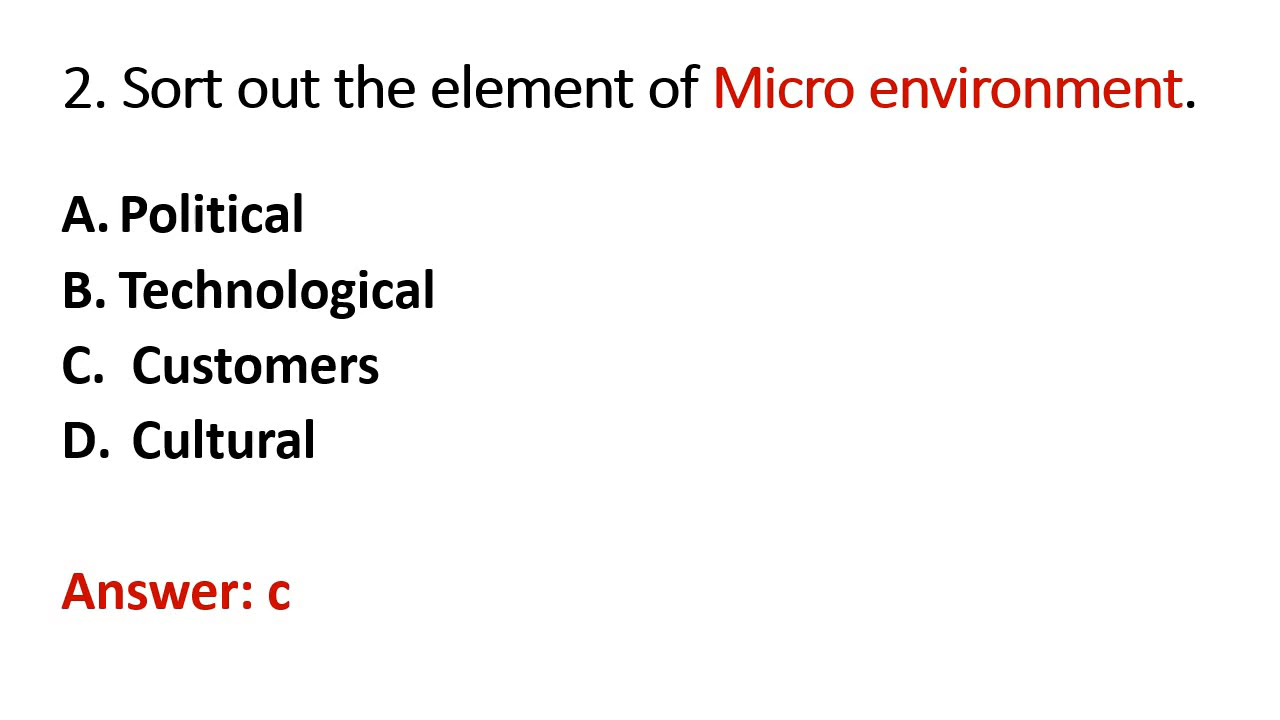 2. Sort out the element of Micro environment.
A. Political
B. Technological
C. Customers
D. Cultural
Answer: c